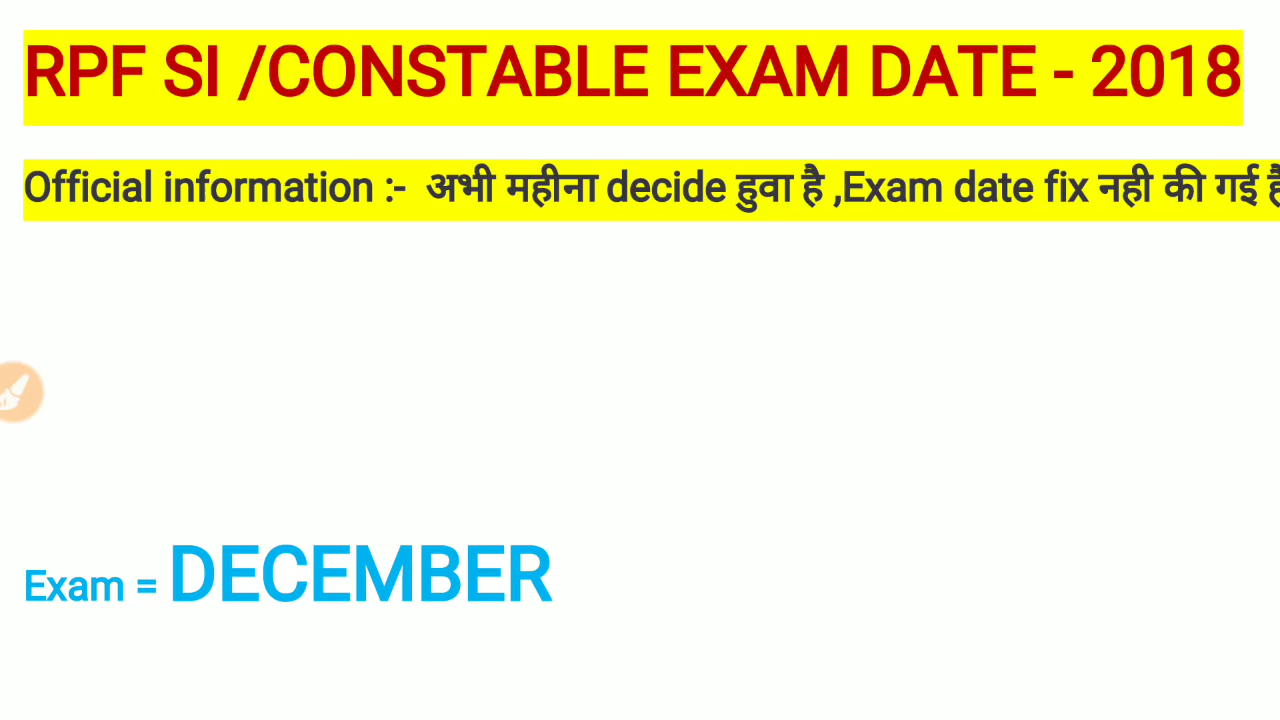 RPF SI /CONSTABLE EXAM DATE - 2018
Official information :- अभी महीना decide हुवा है ,Exam date fix नही की गई है
Exam = DECEMBER